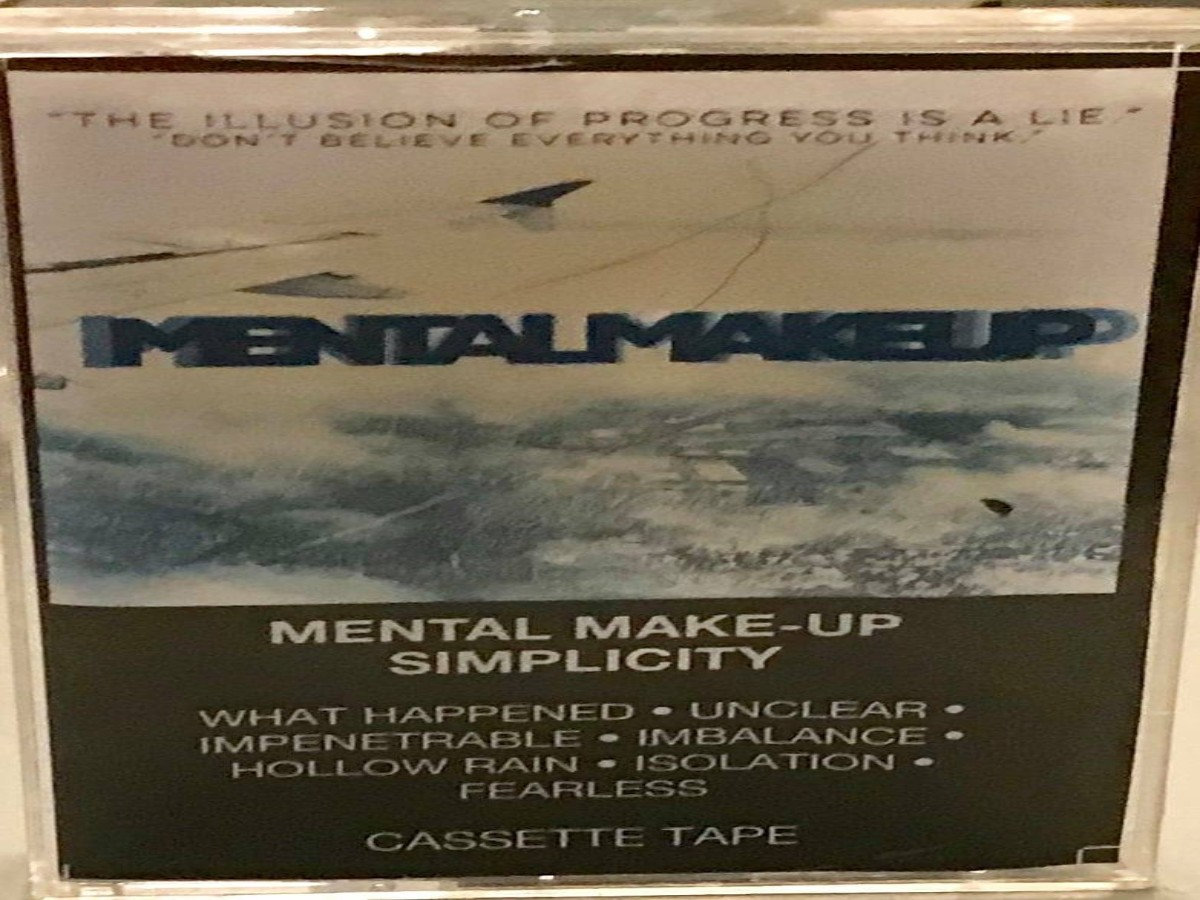 "THE ILLUSION OF PROGRESS IS A LIE."
"DON'T BELIEVE EVERYTHING YOU THINK."
MENTALMAKEUP
MENTAL MAKE-UP
SIMPLICITY
WHAT HAPPENED • UNCLEAR •
IMPENETRABLE • IMBALANCE •
HOLLOW RAIN • ISOLATION •
FEARLESS
CASSETTE TAPE